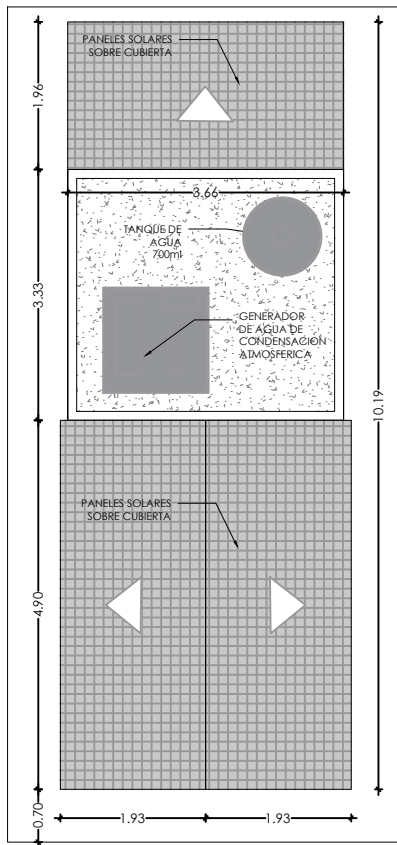 PANELES SOLARES
SOBRE CUBIERTA
1.96
3.66
TANQUE DE
AGUA
700ml
3.33
GENERADOR
DE AGUA DE
CONDENSACION
ATMOSFERICA
10.19
PANELES SOLARES
SOBRE CUBIERTA
4.90
0.70
1.93
1.93